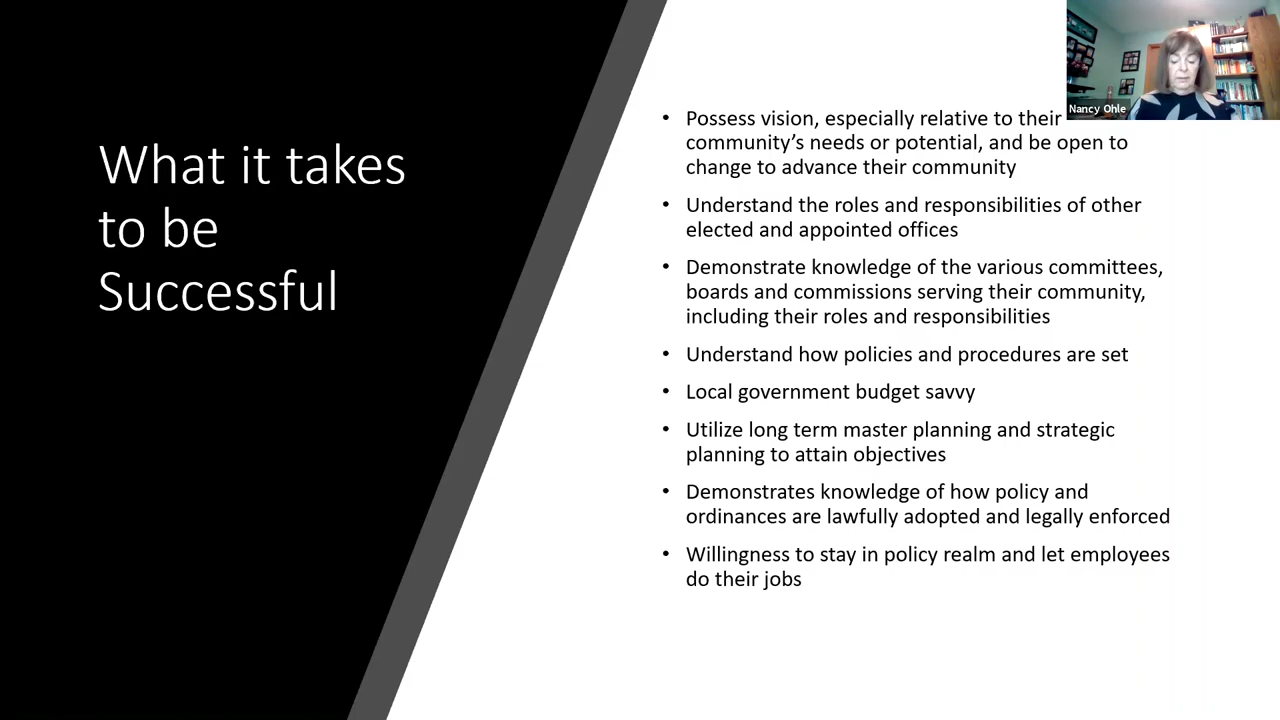 What it takes
to be
Successful
• Possess vision, especially relative to their
community’s needs or potential, and be open to
change to advance their community
• Understand the roles and responsibilities of other
elected and appointed offices
• Demonstrate knowledge of the various committees,
boards and commissions serving their community,
including their roles and responsibilities
• Understand how policies and procedures are set
• Local government budget savvy
• Utilize long term master planning and strategic
planning to attain objectives
• Demonstrates knowledge of how policy and
ordinances are lawfully adopted and legally enforced
• Willingness to stay in policy realm and let employees
do their jobs
Nancy Ohle